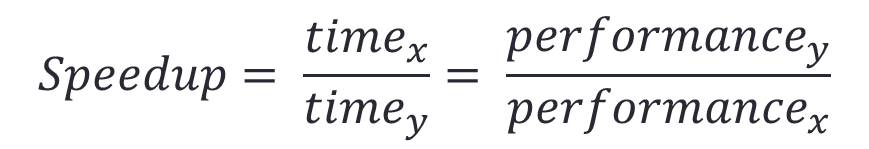 Speedup = time_x / time_y = performance_y / performance_x